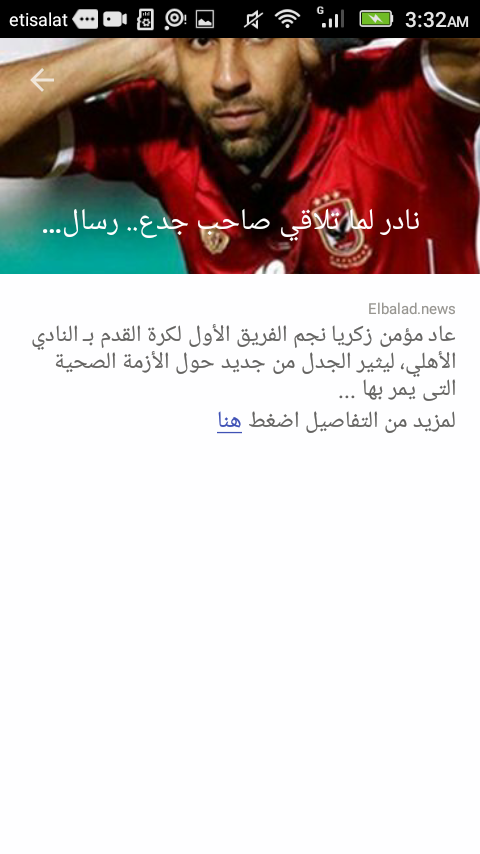 etisalat
G
3:32AM
نادر لما تلاقي صاحب جدع.. رسال...
Elbalad.news
عاد مؤمن زكريا نجم الفريق الأول لكرة القدم بـ النادي
الأهلي، ليثير الجدل من جديد حول الأزمة الصحية
التى يمر بها ...
لمزيد من التفاصيل اضغط هنا